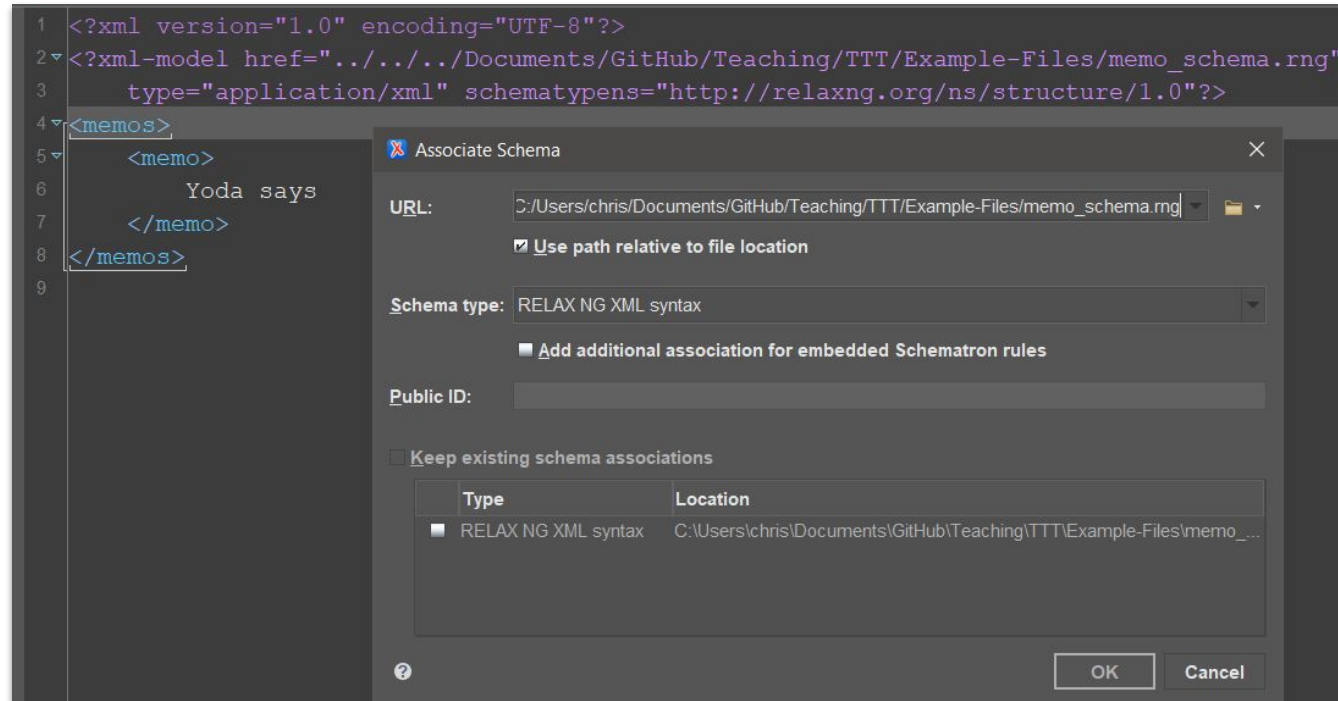 1 <?xml version="1.0" encoding="UTF-8"?>
2 <?xml-model href="../../../Documents/GitHub/Teaching/TTT/Example-Files/memo_schema.rng"
3 type="application/xml" schematypens="http://relaxng.org/ns/structure/1.0"?>
4 <memos>
5 <memo>
6 Yoda says
7 </memo>
8 </memos>
9
Associate Schema
URL: C:/Users/chris/Documents/GitHub/Teaching/TTT/Example-Files/memo_schema.rng
Use path relative to file location
Schema type: RELAX NG XML syntax
Add additional association for embedded Schematron rules
Public ID:
Keep existing schema associations
Type Location
RELAX NG XML syntax C:\Users\chris\Documents\GitHub\Teaching\TTT\Example-Files\memo_...
OK Cancel